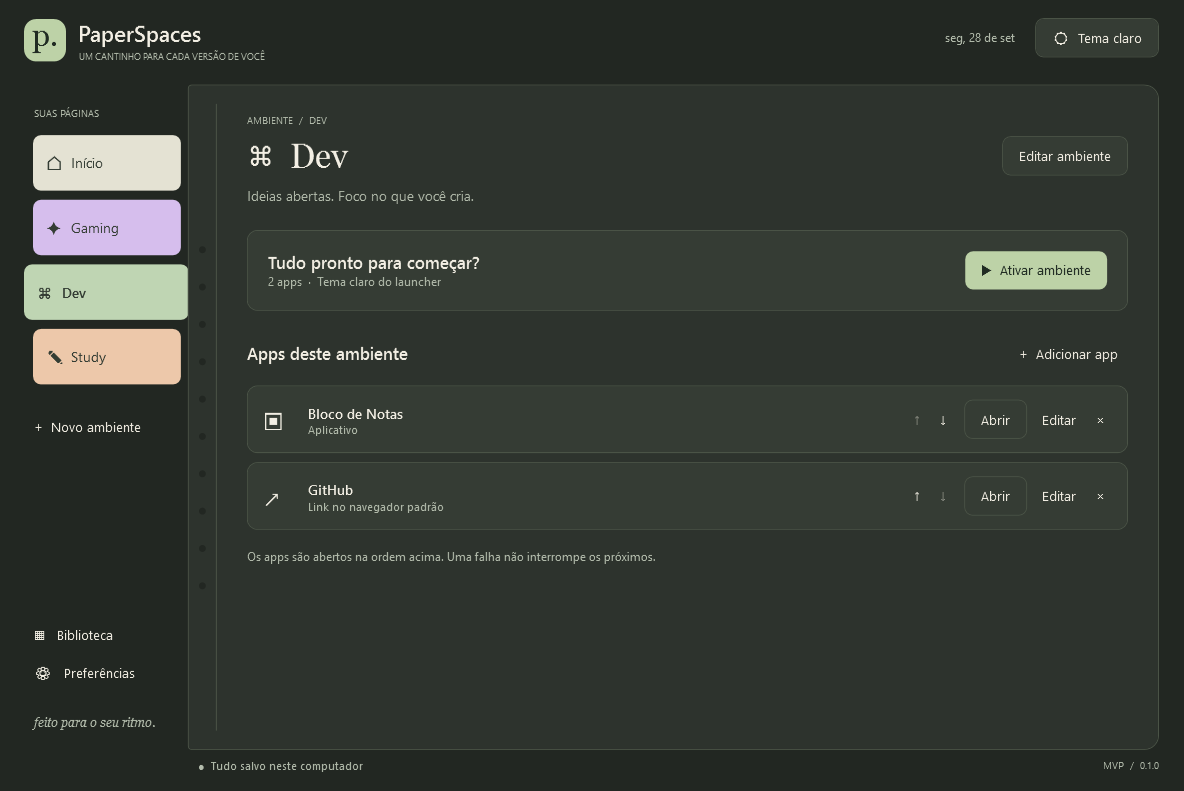 p.
PaperSpaces
UM CANTINHO PARA CADA VERSÃO DE VOCÊ
seg, 28 de set
Tema claro
SUAS PÁGINAS
Início
Gaming
Dev
Study
+ Novo ambiente
Biblioteca
Preferências
feito para o seu ritmo.
AMBIENTE / DEV
⌘ Dev
Editar ambiente
Ideias abertas. Foco no que você cria.
Tudo pronto para começar?
2 apps · Tema claro do launcher
Ativar ambiente
Apps deste ambiente
+ Adicionar app
Bloco de Notas
Aplicativo
↑ ↓ Abrir Editar ×
GitHub
Link no navegador padrão
↑ ↓ Abrir Editar ×
Os apps são abertos na ordem acima. Uma falha não interrompe os próximos.
Tudo salvo neste computador
MVP / 0.1.0